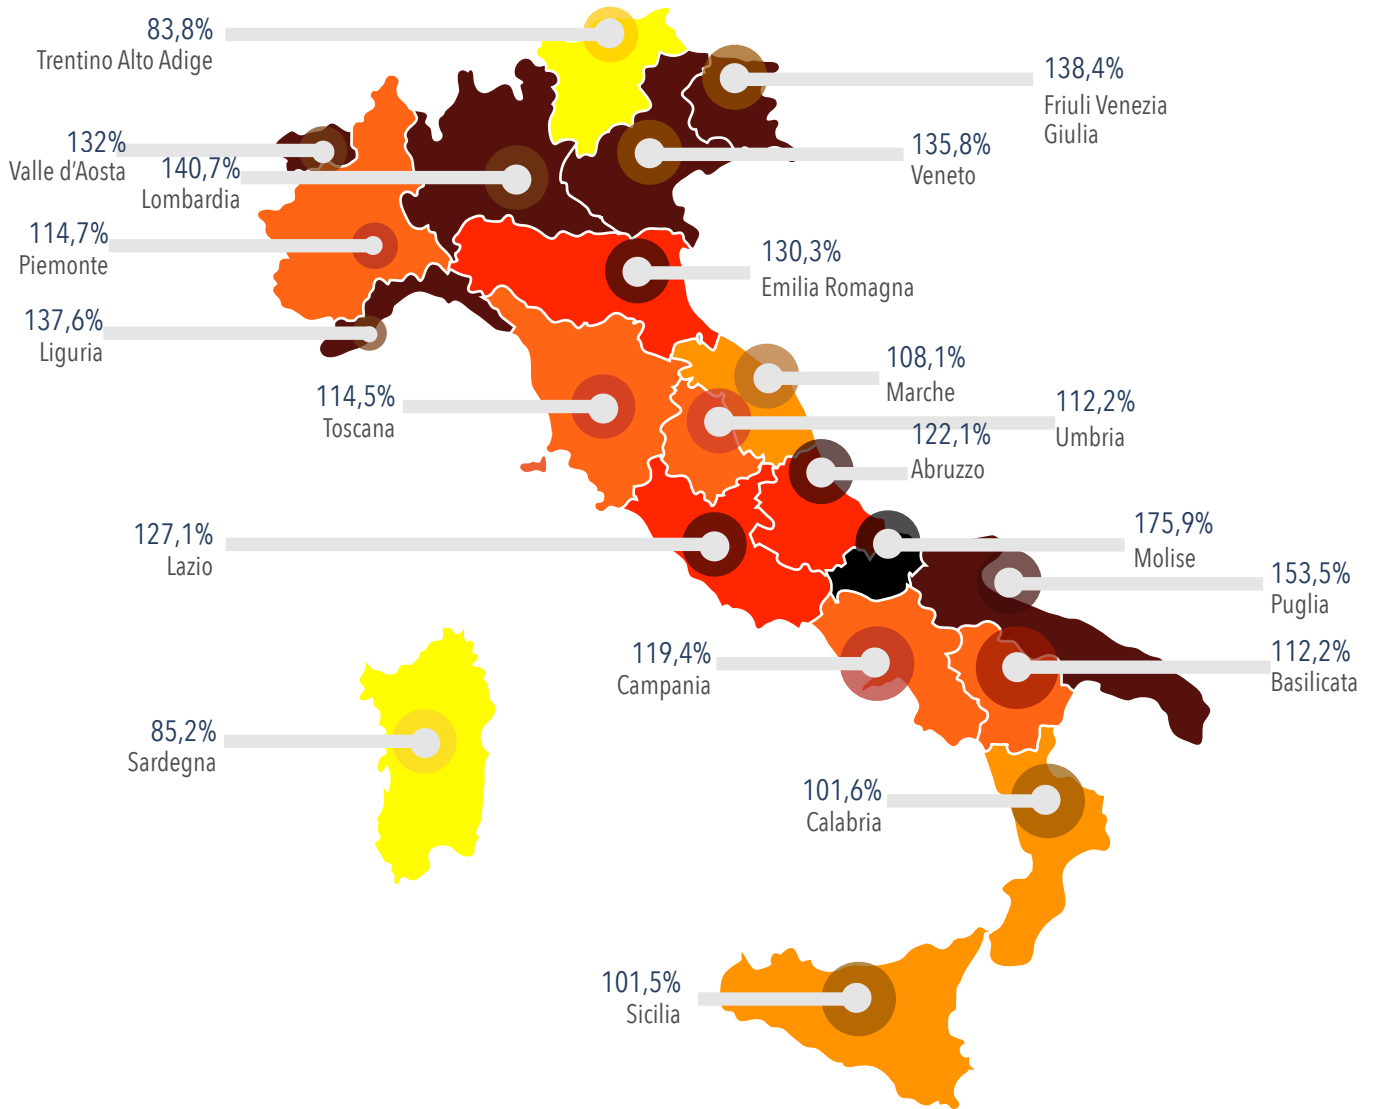 83,8%
Trentino Alto Adige
138,4%
Friuli Venezia
Giulia
132%
Valle d'Aosta
140,7%
Lombardia
135,8%
Veneto
114,7%
Piemonte
130,3%
Emilia Romagna
137,6%
Liguria
108,1%
Marche
114,5%
Toscana
112,2%
Umbria
122,1%
Abruzzo
127,1%
Lazio
175,9%
Molise
153,5%
Puglia
119,4%
Campania
112,2%
Basilicata
85,2%
Sardegna
101,6%
Calabria
101,5%
Sicilia